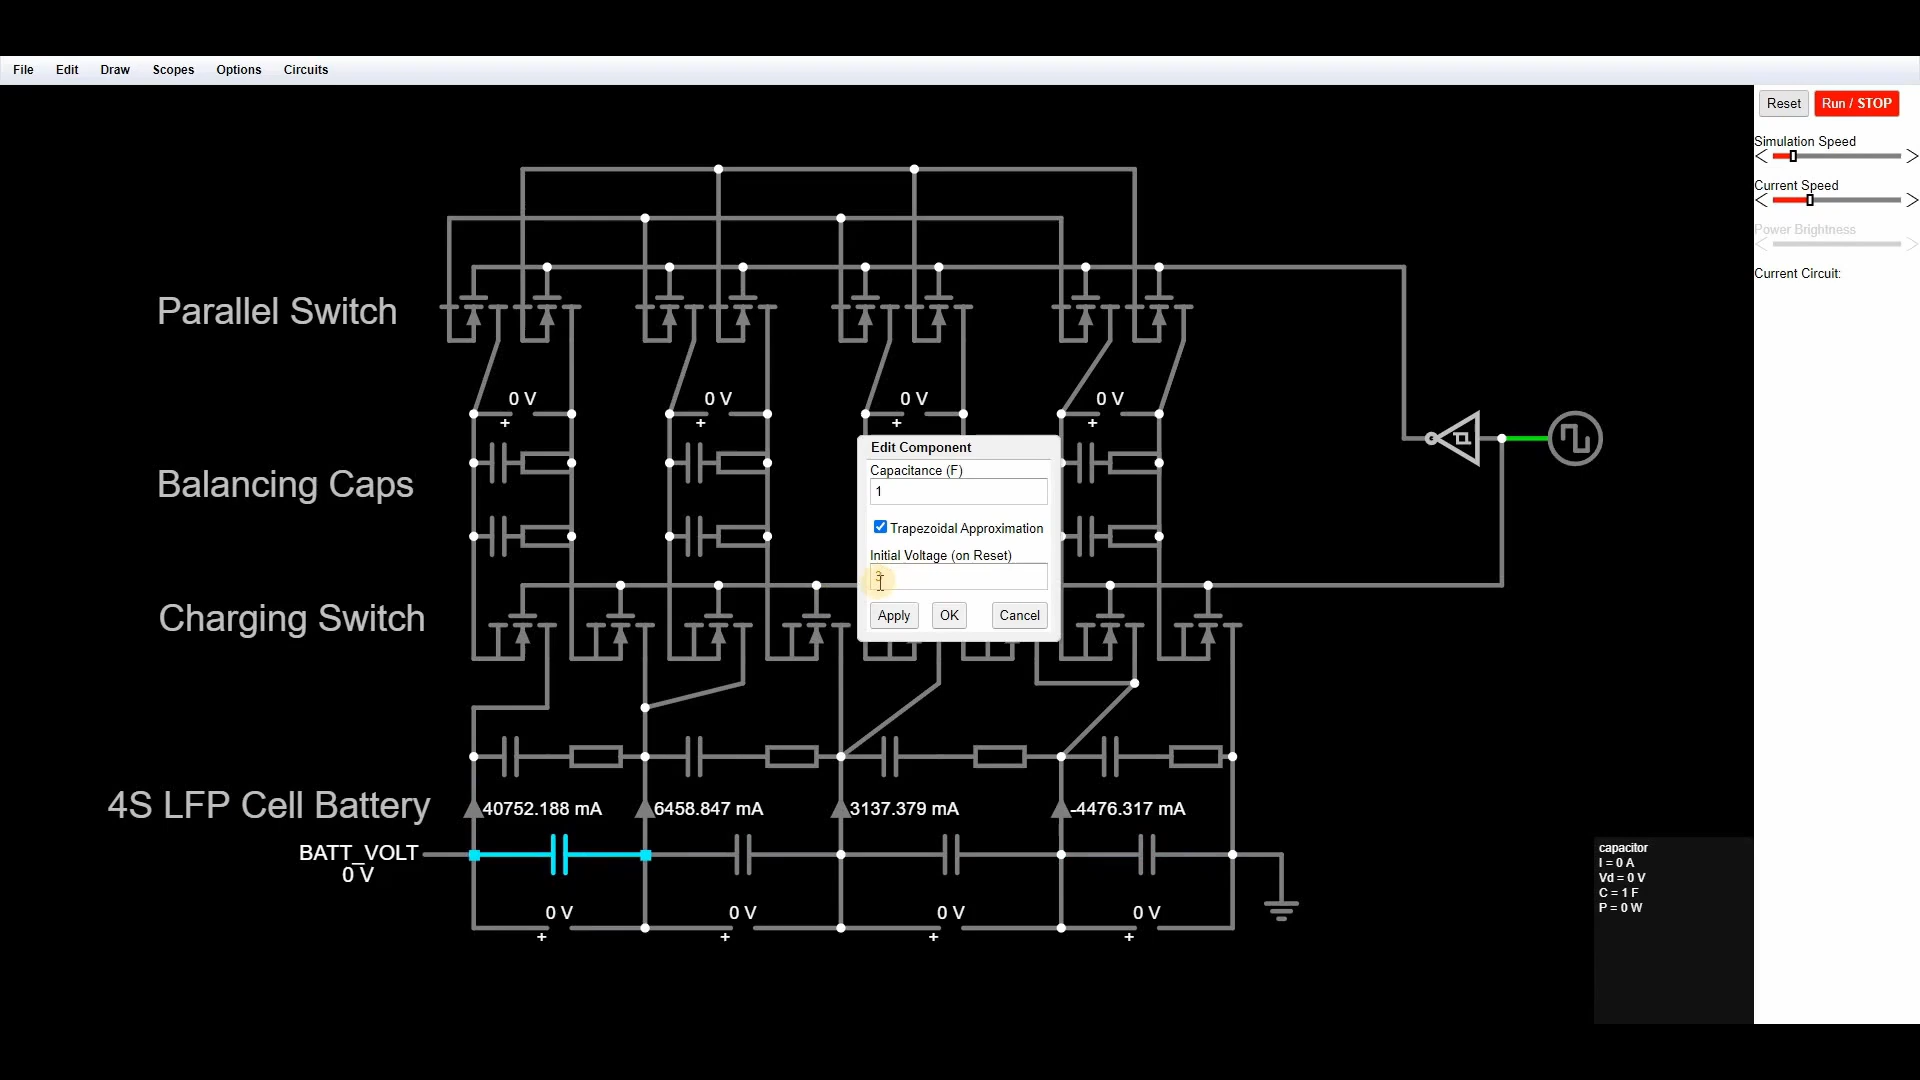 File Edit Draw Scopes Options Circuits
Reset Run / STOP
Simulation Speed
Current Speed
Power Brightness
Current Circuit:
Parallel Switch
0 V 0 V 0 V 0 V
+ + + +
Balancing Caps
Edit Component
Capacitance (F)
1
Trapezoidal Approximation
Initial Voltage (on Reset)
Apply OK Cancel
Charging Switch
4S LFP Cell Battery
40752.188 mA 6458.847 mA 3137.379 mA -4476.317 mA
BATT_VOLT
0 V
0 V 0 V 0 V 0 V
+ + + +
capacitor
I = 0 A
Vd = 0 V
C = 1 F
P = 0 W